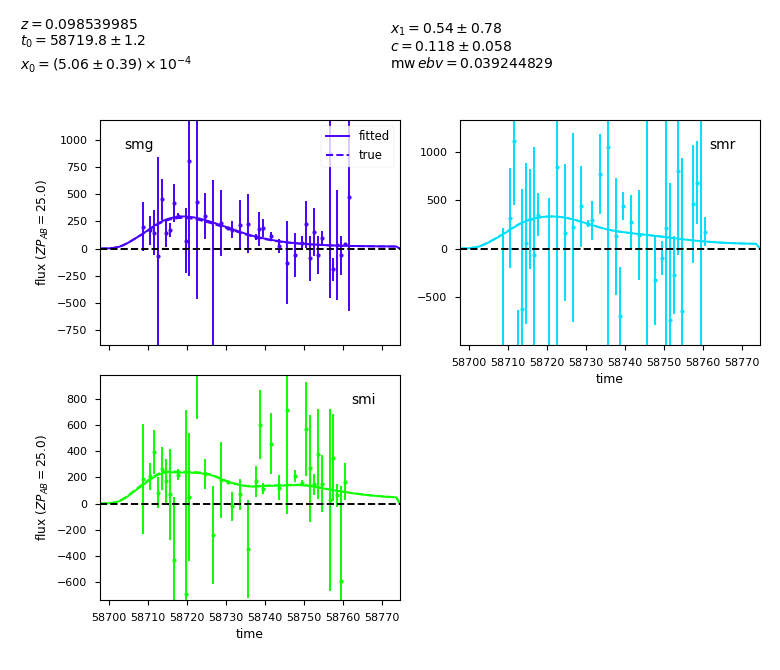 z = 0.098539985
t0 = 58719.8 ± 1.2
x0 = (5.06 ± 0.39) × 10^-4
x1 = 0.54 ± 0.78
c = 0.118 ± 0.058
mw ebv = 0.039244829
smg
fitted
true
1000
750
500
250
0
−250
−500
−750
flux (ZP_AB = 25.0)
smr
1000
500
0
−500
58700 58710 58720 58730 58740 58750 58760 58770
time
smi
800
600
400
200
0
−200
−400
−600
flux (ZP_AB = 25.0)
58700 58710 58720 58730 58740 58750 58760 58770
time